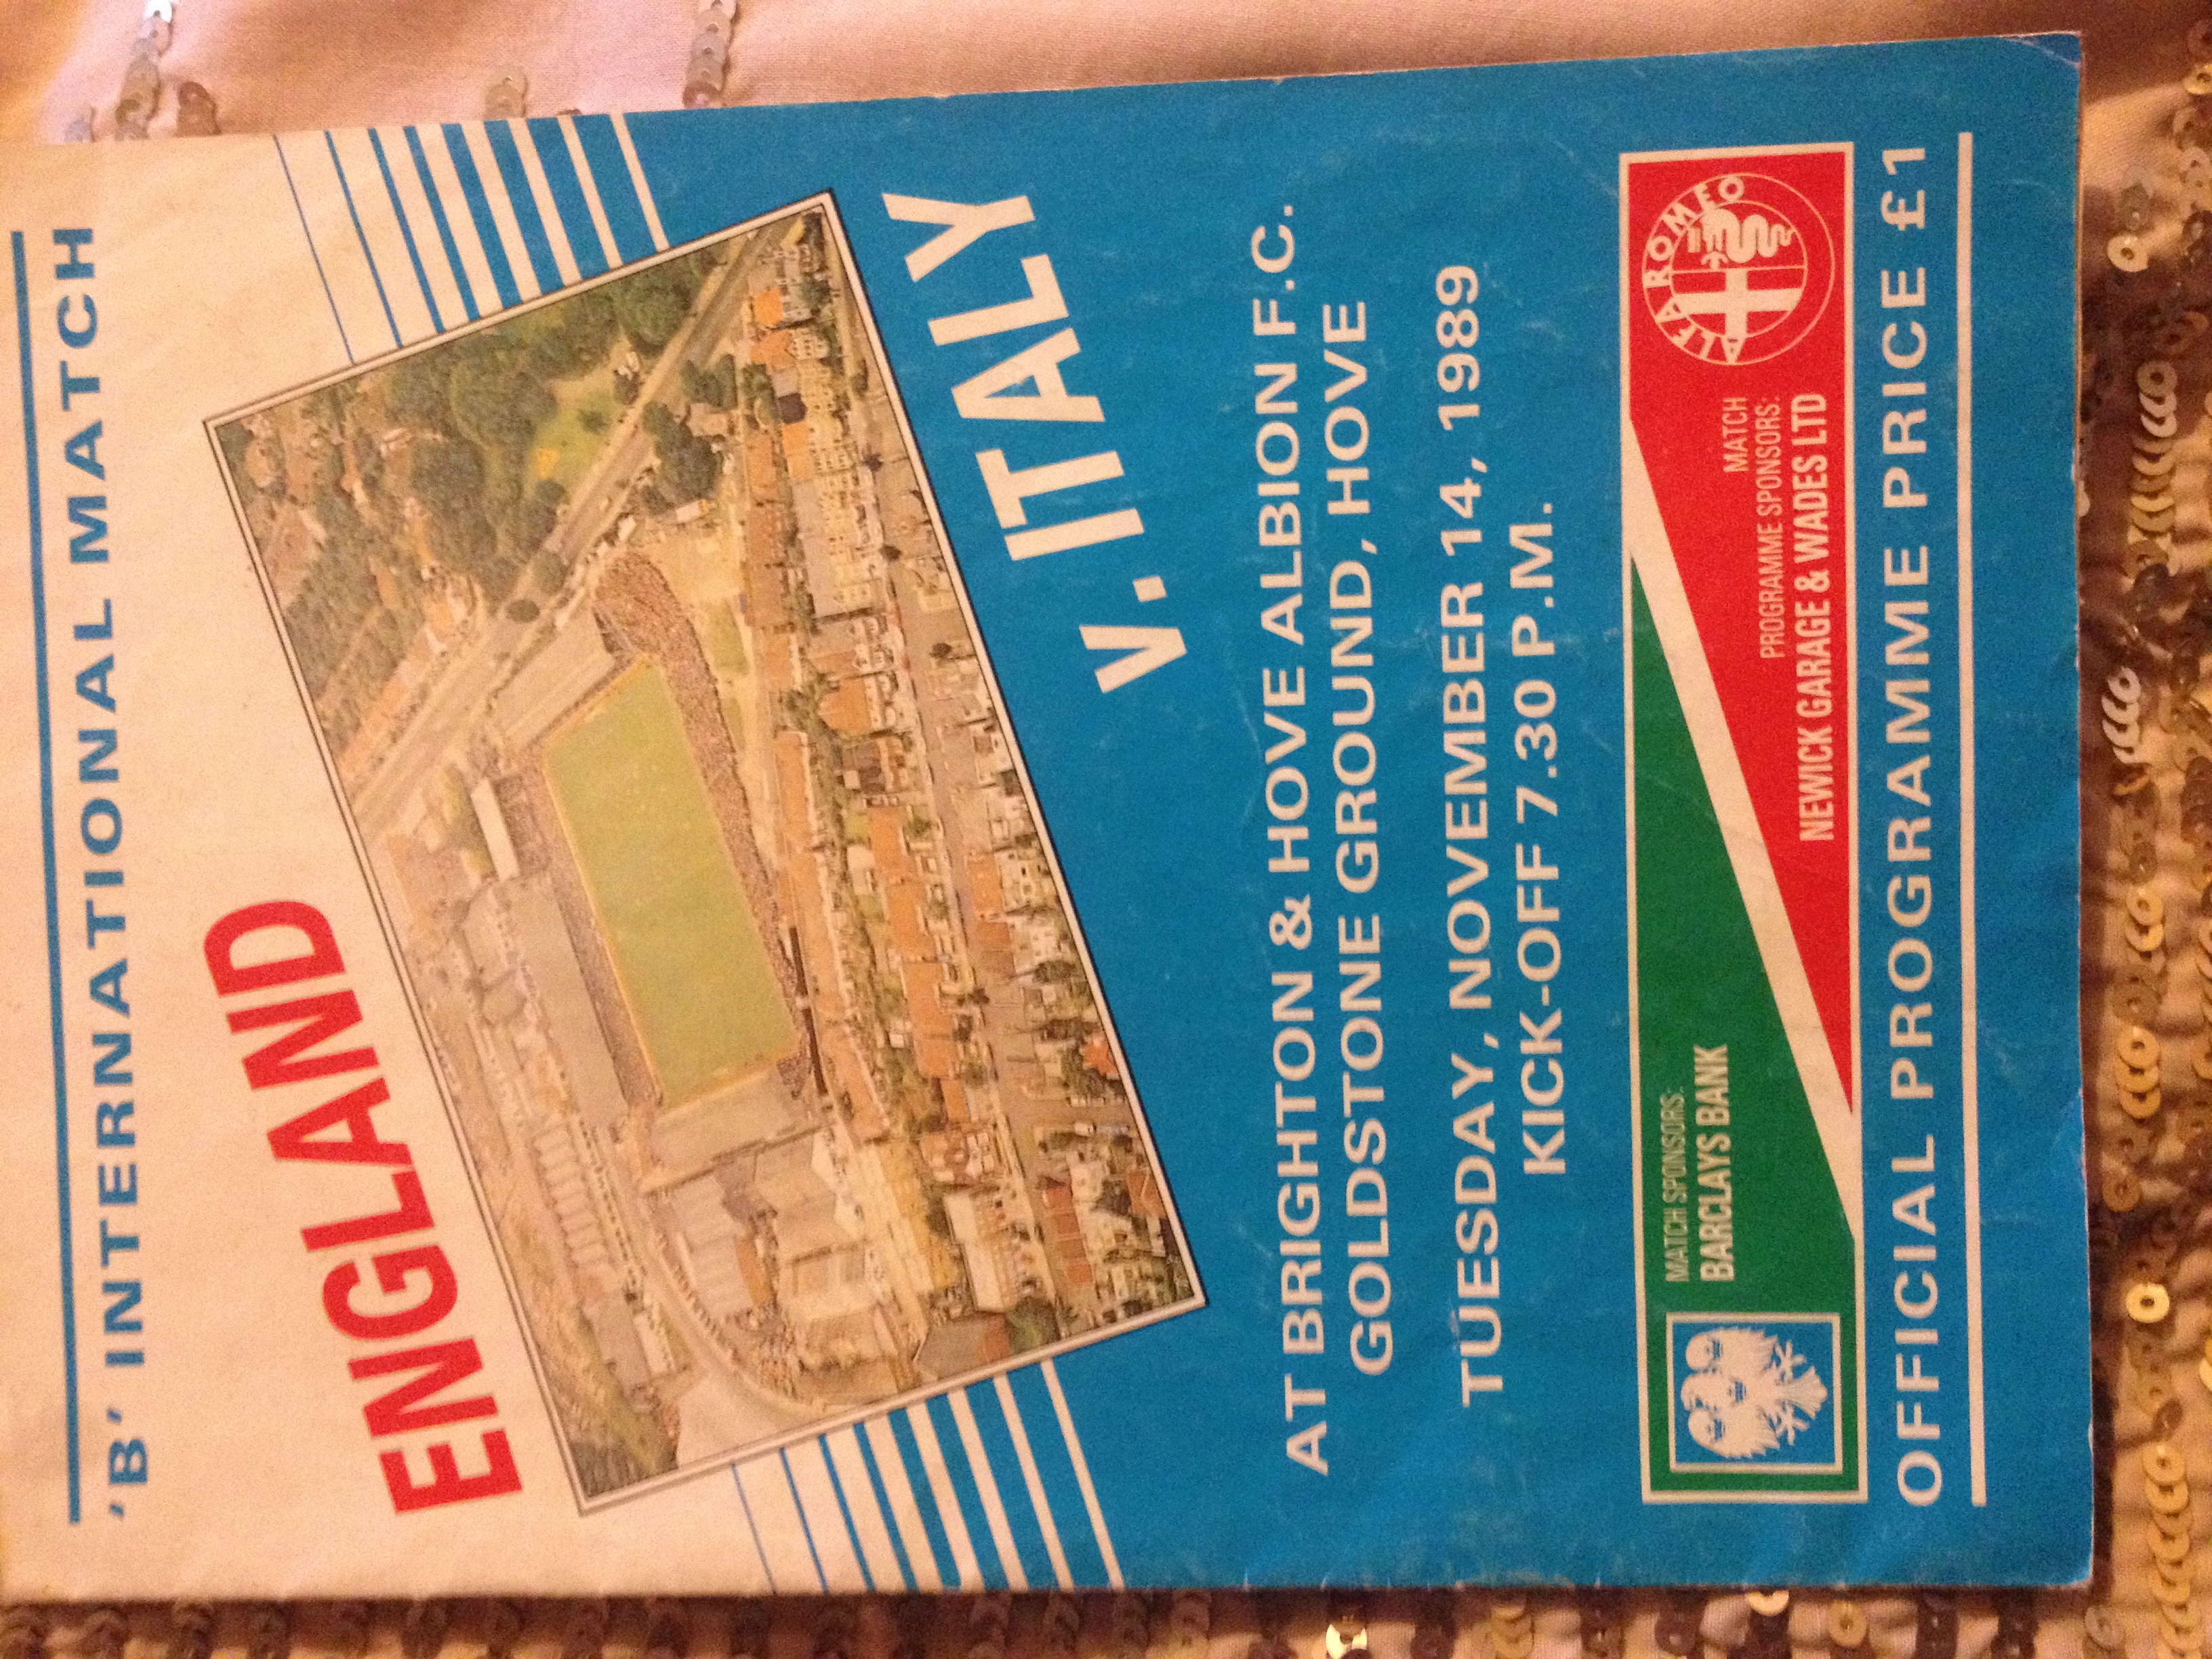 'B' INTERNATIONAL MATCH
ENGLAND
v. ITALY
AT BRIGHTON & HOVE ALBION F.C.
GOLDSTONE GROUND, HOVE
TUESDAY, NOVEMBER 14, 1989
KICK-OFF 7.30 P.M.
MATCH SPONSORS:
BARCLAYS BANK
MATCH
PROGRAMME SPONSORS:
NEWICK GARAGE & WADES LTD
ALFA ROMEO
OFFICIAL PROGRAMME PRICE £1